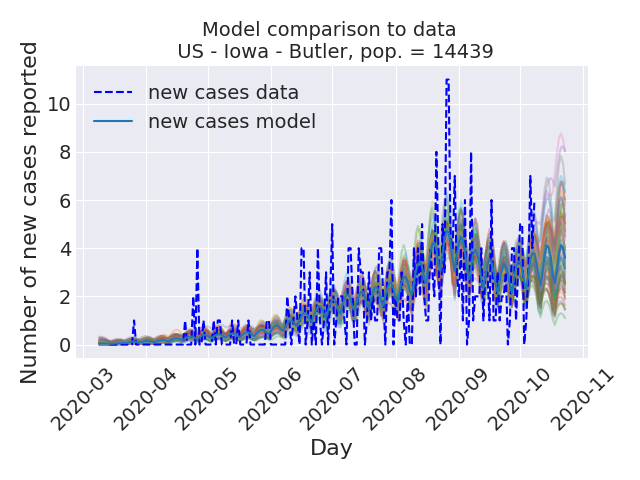 Model comparison to data
US - Iowa - Butler, pop. = 14439
Number of new cases reported
10
8
6
4
2
0
new cases data
new cases model
2020-03
2020-04
2020-05
2020-06
2020-07
2020-08
2020-09
2020-10
2020-11
Day